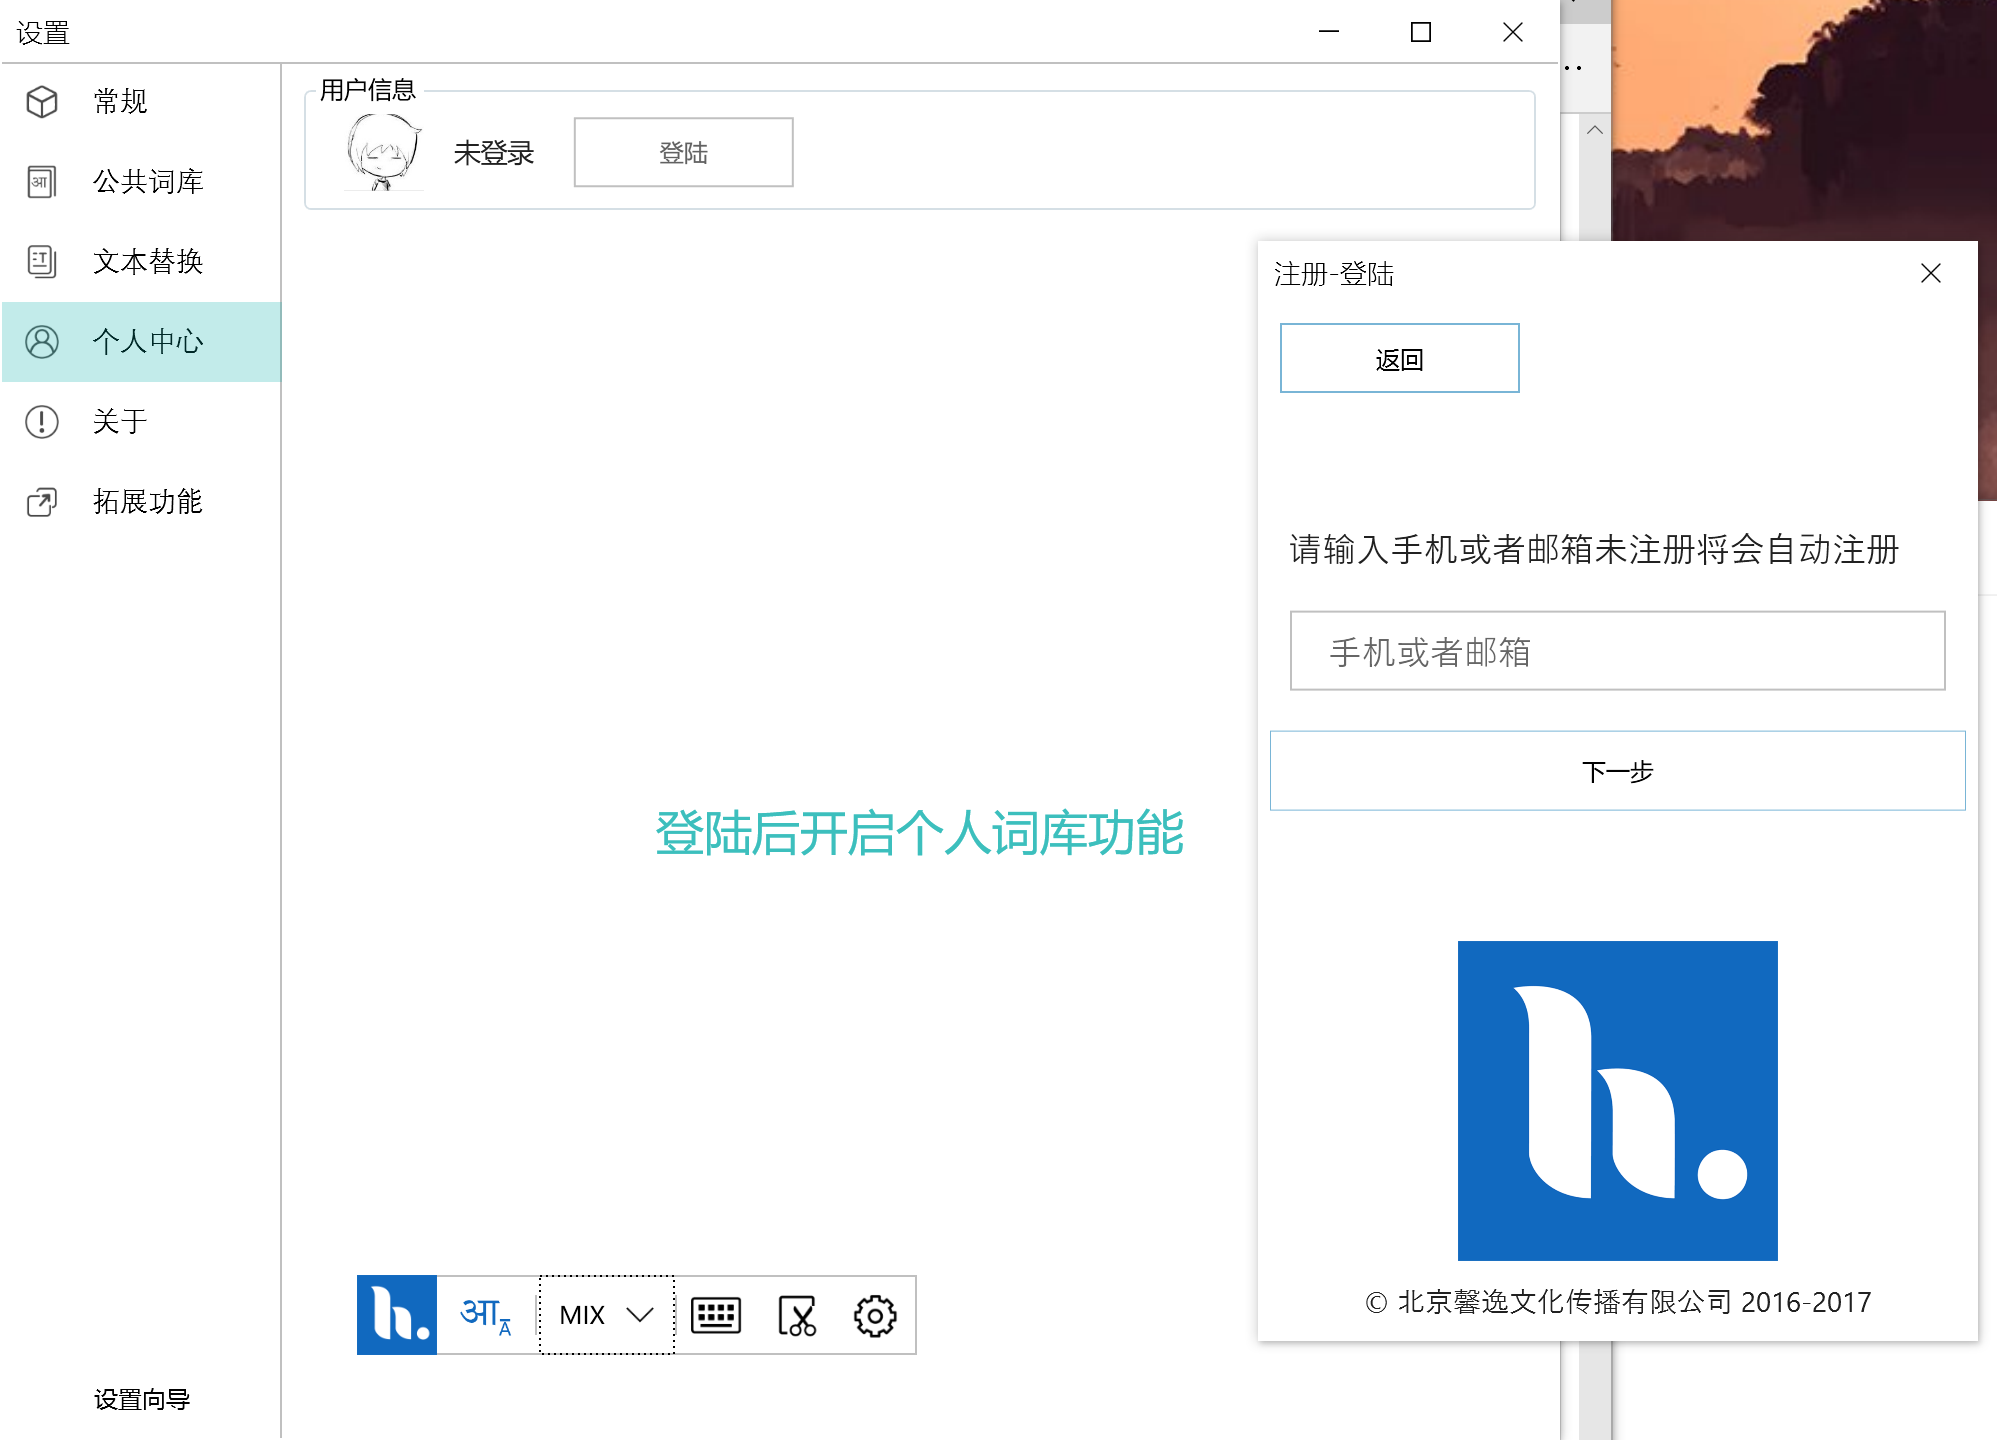 设置
常规
公共词库
文本替换
个人中心
关于
拓展功能
设置向导
用户信息
未登录
登陆
登陆后开启个人词库功能
h.
आ
Ā
MIX
注册-登陆
返回
请输入手机或者邮箱未注册将会自动注册
手机或者邮箱
下一步
h.
© 北京馨逸文化传播有限公司 2016-2017